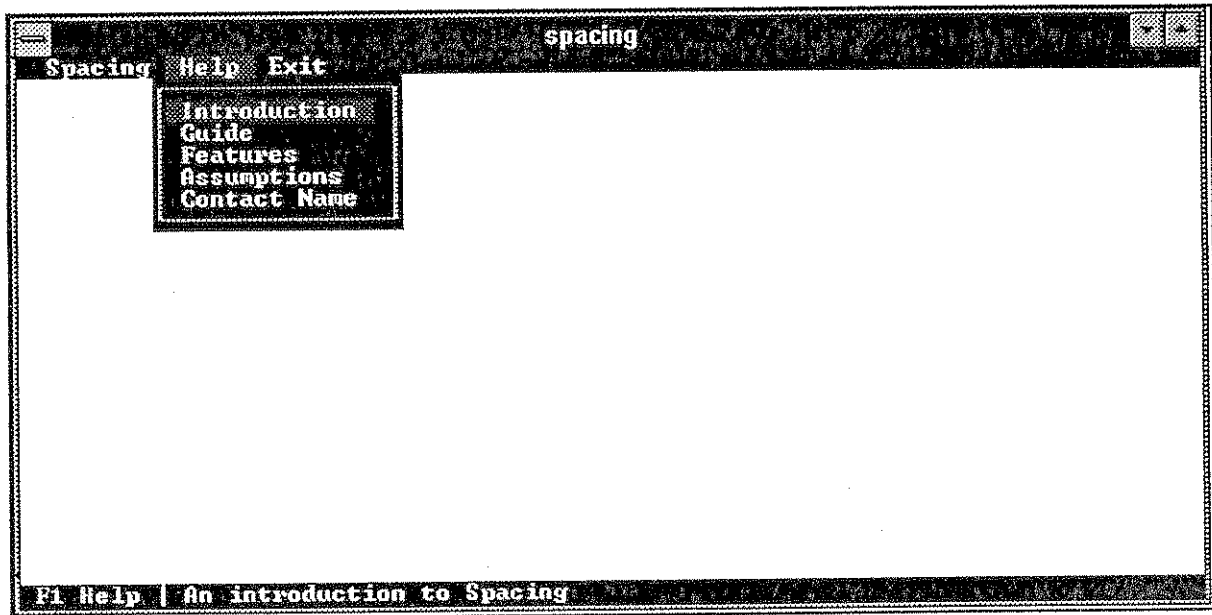 spacing
Spacing Help Exit
Introduction
Guide
Features
Assumptions
Contact Name
F1 Help | An introduction to Spacing